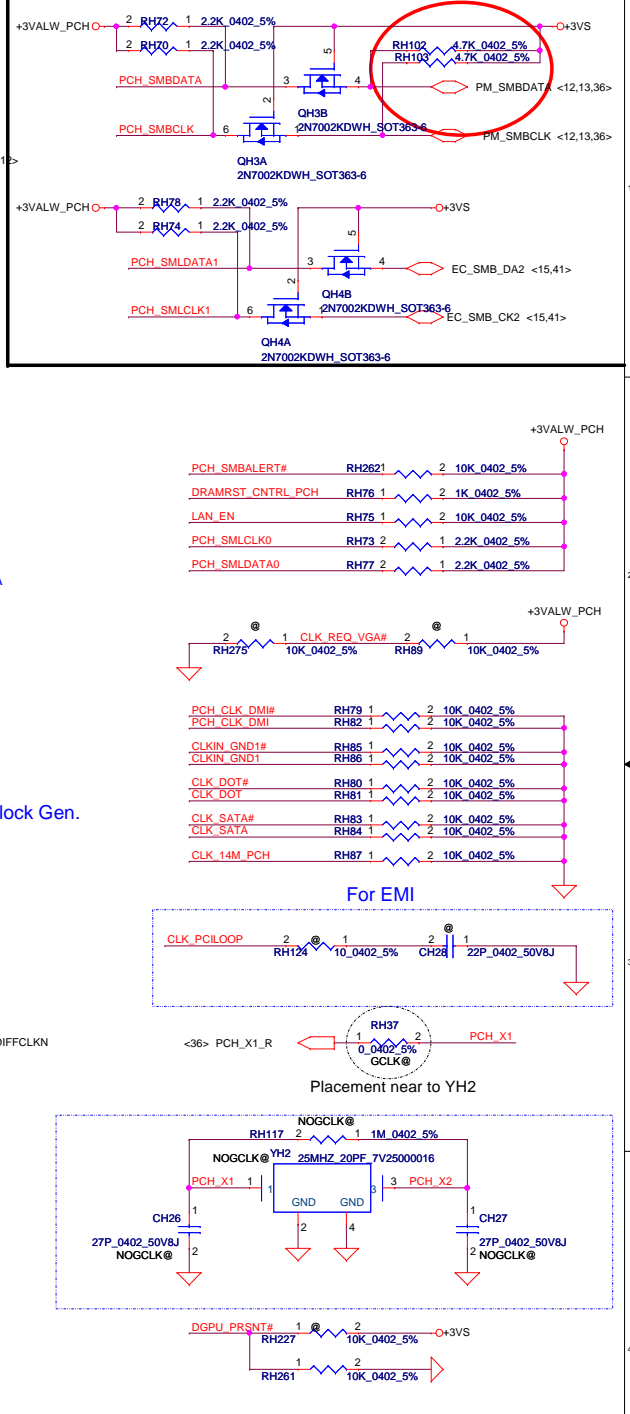 +3VALW_PCH 2 RH72 1 2.2K_0402_5% +3VS
2 RH70 1 2.2K_0402_5% RH102 4.7K_0402_5%
RH103 4.7K_0402_5%
5
PCH_SMBDATA 3 4 PM_SMBDATA <12,13,36>
2
QH3B
2N7002KDWH_SOT363-6
PCH_SMBCLK 6 1 PM_SMBCLK <12,13,36>
12>
QH3A
2N7002KDWH_SOT363-6
+3VALW_PCH 2 RH78 1 2.2K_0402_5% +3VS
2 RH74 1 2.2K_0402_5%
5
PCH_SMLDATA1 3 4 EC_SMB_DA2 <15,41>
2
QH4B
2N7002KDWH_SOT363-6
PCH_SMLCLK1 6 1 EC_SMB_CK2 <15,41>
QH4A
2N7002KDWH_SOT363-6
+3VALW_PCH
PCH_SMBALERT# RH262 1 2 10K_0402_5%
DRAMRST_CNTRL_PCH RH76 1 2 1K_0402_5%
LAN_EN RH75 1 2 10K_0402_5%
PCH_SMLCLK0 RH73 2 1 2.2K_0402_5%
PCH_SMLDATA0 RH77 2 1 2.2K_0402_5%
+3VALW_PCH
@ @
2 1 CLK_REQ_VGA# 2 1
RH275 10K_0402_5% RH89 10K_0402_5%
PCH_CLK_DMI# RH79 1 2 10K_0402_5%
PCH_CLK_DMI RH82 1 2 10K_0402_5%
CLKIN_GND1# RH85 1 2 10K_0402_5%
CLKIN_GND1 RH86 1 2 10K_0402_5%
CLK_DOT# RH80 1 2 10K_0402_5%
CLK_DOT RH81 1 2 10K_0402_5%
lock Gen.
CLK_SATA# RH83 1 2 10K_0402_5%
CLK_SATA RH84 1 2 10K_0402_5%
CLK_14M_PCH RH87 1 2 10K_0402_5%
For EMI
CLK_PCILOOP 2 @ 1 2 @ 1
RH124 10_0402_5% CH28 22P_0402_50V8J
RH37
DIFFCLKN <36> PCH_X1_R 1 2 PCH_X1
0_0402_5%
GCLK@
Placement near to YH2
NOGCLK@
RH117 2 1 1M_0402_5%
NOGCLK@ YH2 25MHZ_20PF_7V25000016
PCH_X1 1 1 3 3 PCH_X2
GND GND
1 2 4 1
CH26 CH27
27P_0402_50V8J 2 27P_0402_50V8J 2
NOGCLK@ NOGCLK@
DGPU_PRSNT# 1 @ 2 +3VS
RH227 10K_0402_5%
1 2
RH261 10K_0402_5%